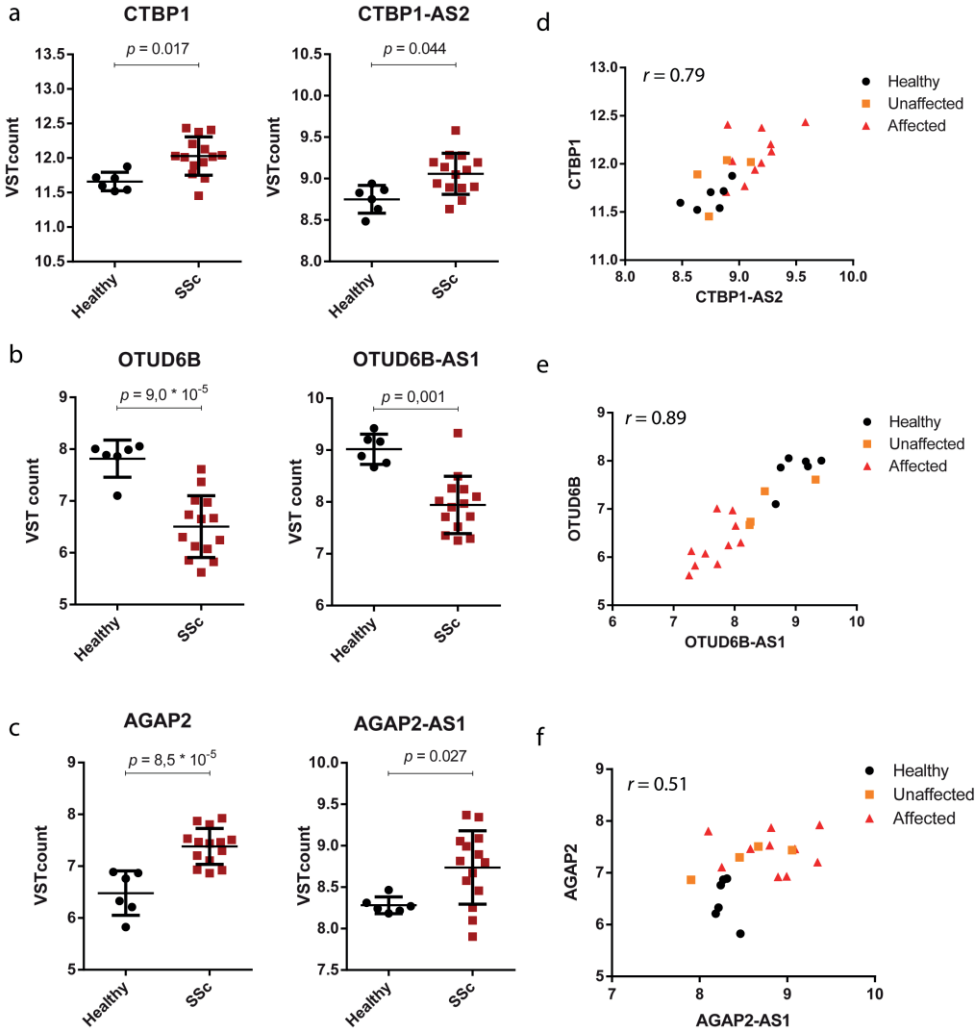 a
CTBP1
p = 0.017
VSTcount
13.5
13.0
12.5
12.0
11.5
11.0
10.5
Healthy
SSc
CTBP1-AS2
p = 0.044
VSTcount
10.5
10.0
9.5
9.0
8.5
8.0
Healthy
SSc
d
r = 0.79
CTBP1
13.0
12.5
12.0
11.5
11.0
8.0 8.5 9.0 9.5 10.0
CTBP1-AS2
Healthy
Unaffected
Affected
b
OTUD6B
p = 9,0 * 10-5
VST count
9
8
7
6
5
Healthy
SSc
OTUD6B-AS1
p = 0,001
VST count
10
9
8
7
6
Healthy
SSc
e
r = 0.89
OTUD6B
9
8
7
6
5
6 7 8 9 10
OTUD6B-AS1
Healthy
Unaffected
Affected
c
AGAP2
p = 8,5 * 10-5
VSTcount
9
8
7
6
5
Healthy
SSc
AGAP2-AS1
p = 0.027
VSTcount
10.0
9.5
9.0
8.5
8.0
7.5
Healthy
SSc
f
r = 0.51
AGAP2
9
8
7
6
5
7 8 9 10
AGAP2-AS1
Healthy
Unaffected
Affected